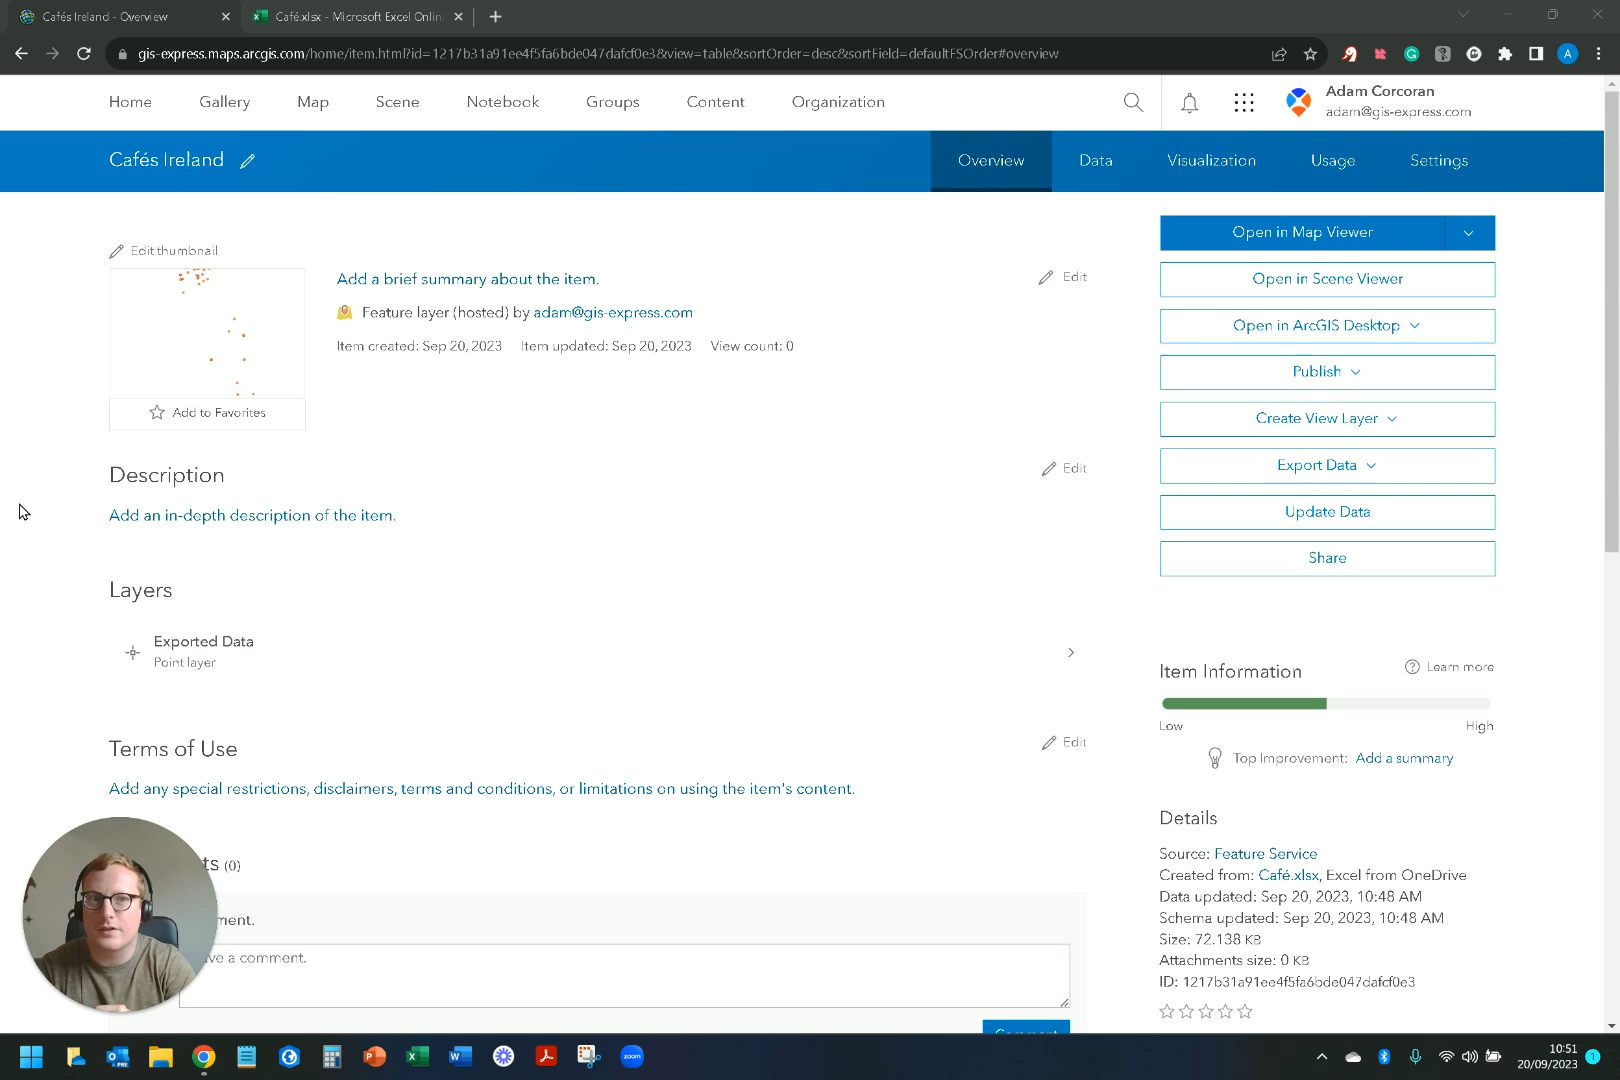 Cafés Ireland - Overview
Café.xlsx - Microsoft Excel Onlin
gis-express.maps.arcgis.com/home/item.html?id=1217b31a91ee4f5fa6bde047dafcf0e3&view=table&sortOrder=desc&sortField=defaultFSOrder#overview
A
Home Gallery Map Scene Notebook Groups Content Organization
Adam Corcoran
adam@gis-express.com
Cafés Ireland
Overview Data Visualization Usage Settings
Edit thumbnail
Add to Favorites
Add a brief summary about the item.
Edit
Feature layer (hosted) by adam@gis-express.com
Item created: Sep 20, 2023 Item updated: Sep 20, 2023 View count: 0
Description
Edit
Add an in-depth description of the item.
Layers
Exported Data
Point layer
Terms of Use
Edit
Add any special restrictions, disclaimers, terms and conditions, or limitations on using the item's content.
ts (0)
ment.
ve a comment.
Comment
Open in Map Viewer
Open in Scene Viewer
Open in ArcGIS Desktop
Publish
Create View Layer
Export Data
Update Data
Share
Item Information
Learn more
Low High
Top Improvement: Add a summary
Details
Source: Feature Service
Created from: Café.xlsx, Excel from OneDrive
Data updated: Sep 20, 2023, 10:48 AM
Schema updated: Sep 20, 2023, 10:48 AM
Size: 72.138 KB
Attachments size: 0 KB
ID: 1217b31a91ee4f5fa6bde047dafcf0e3
zoom
10:51
20/09/2023
1